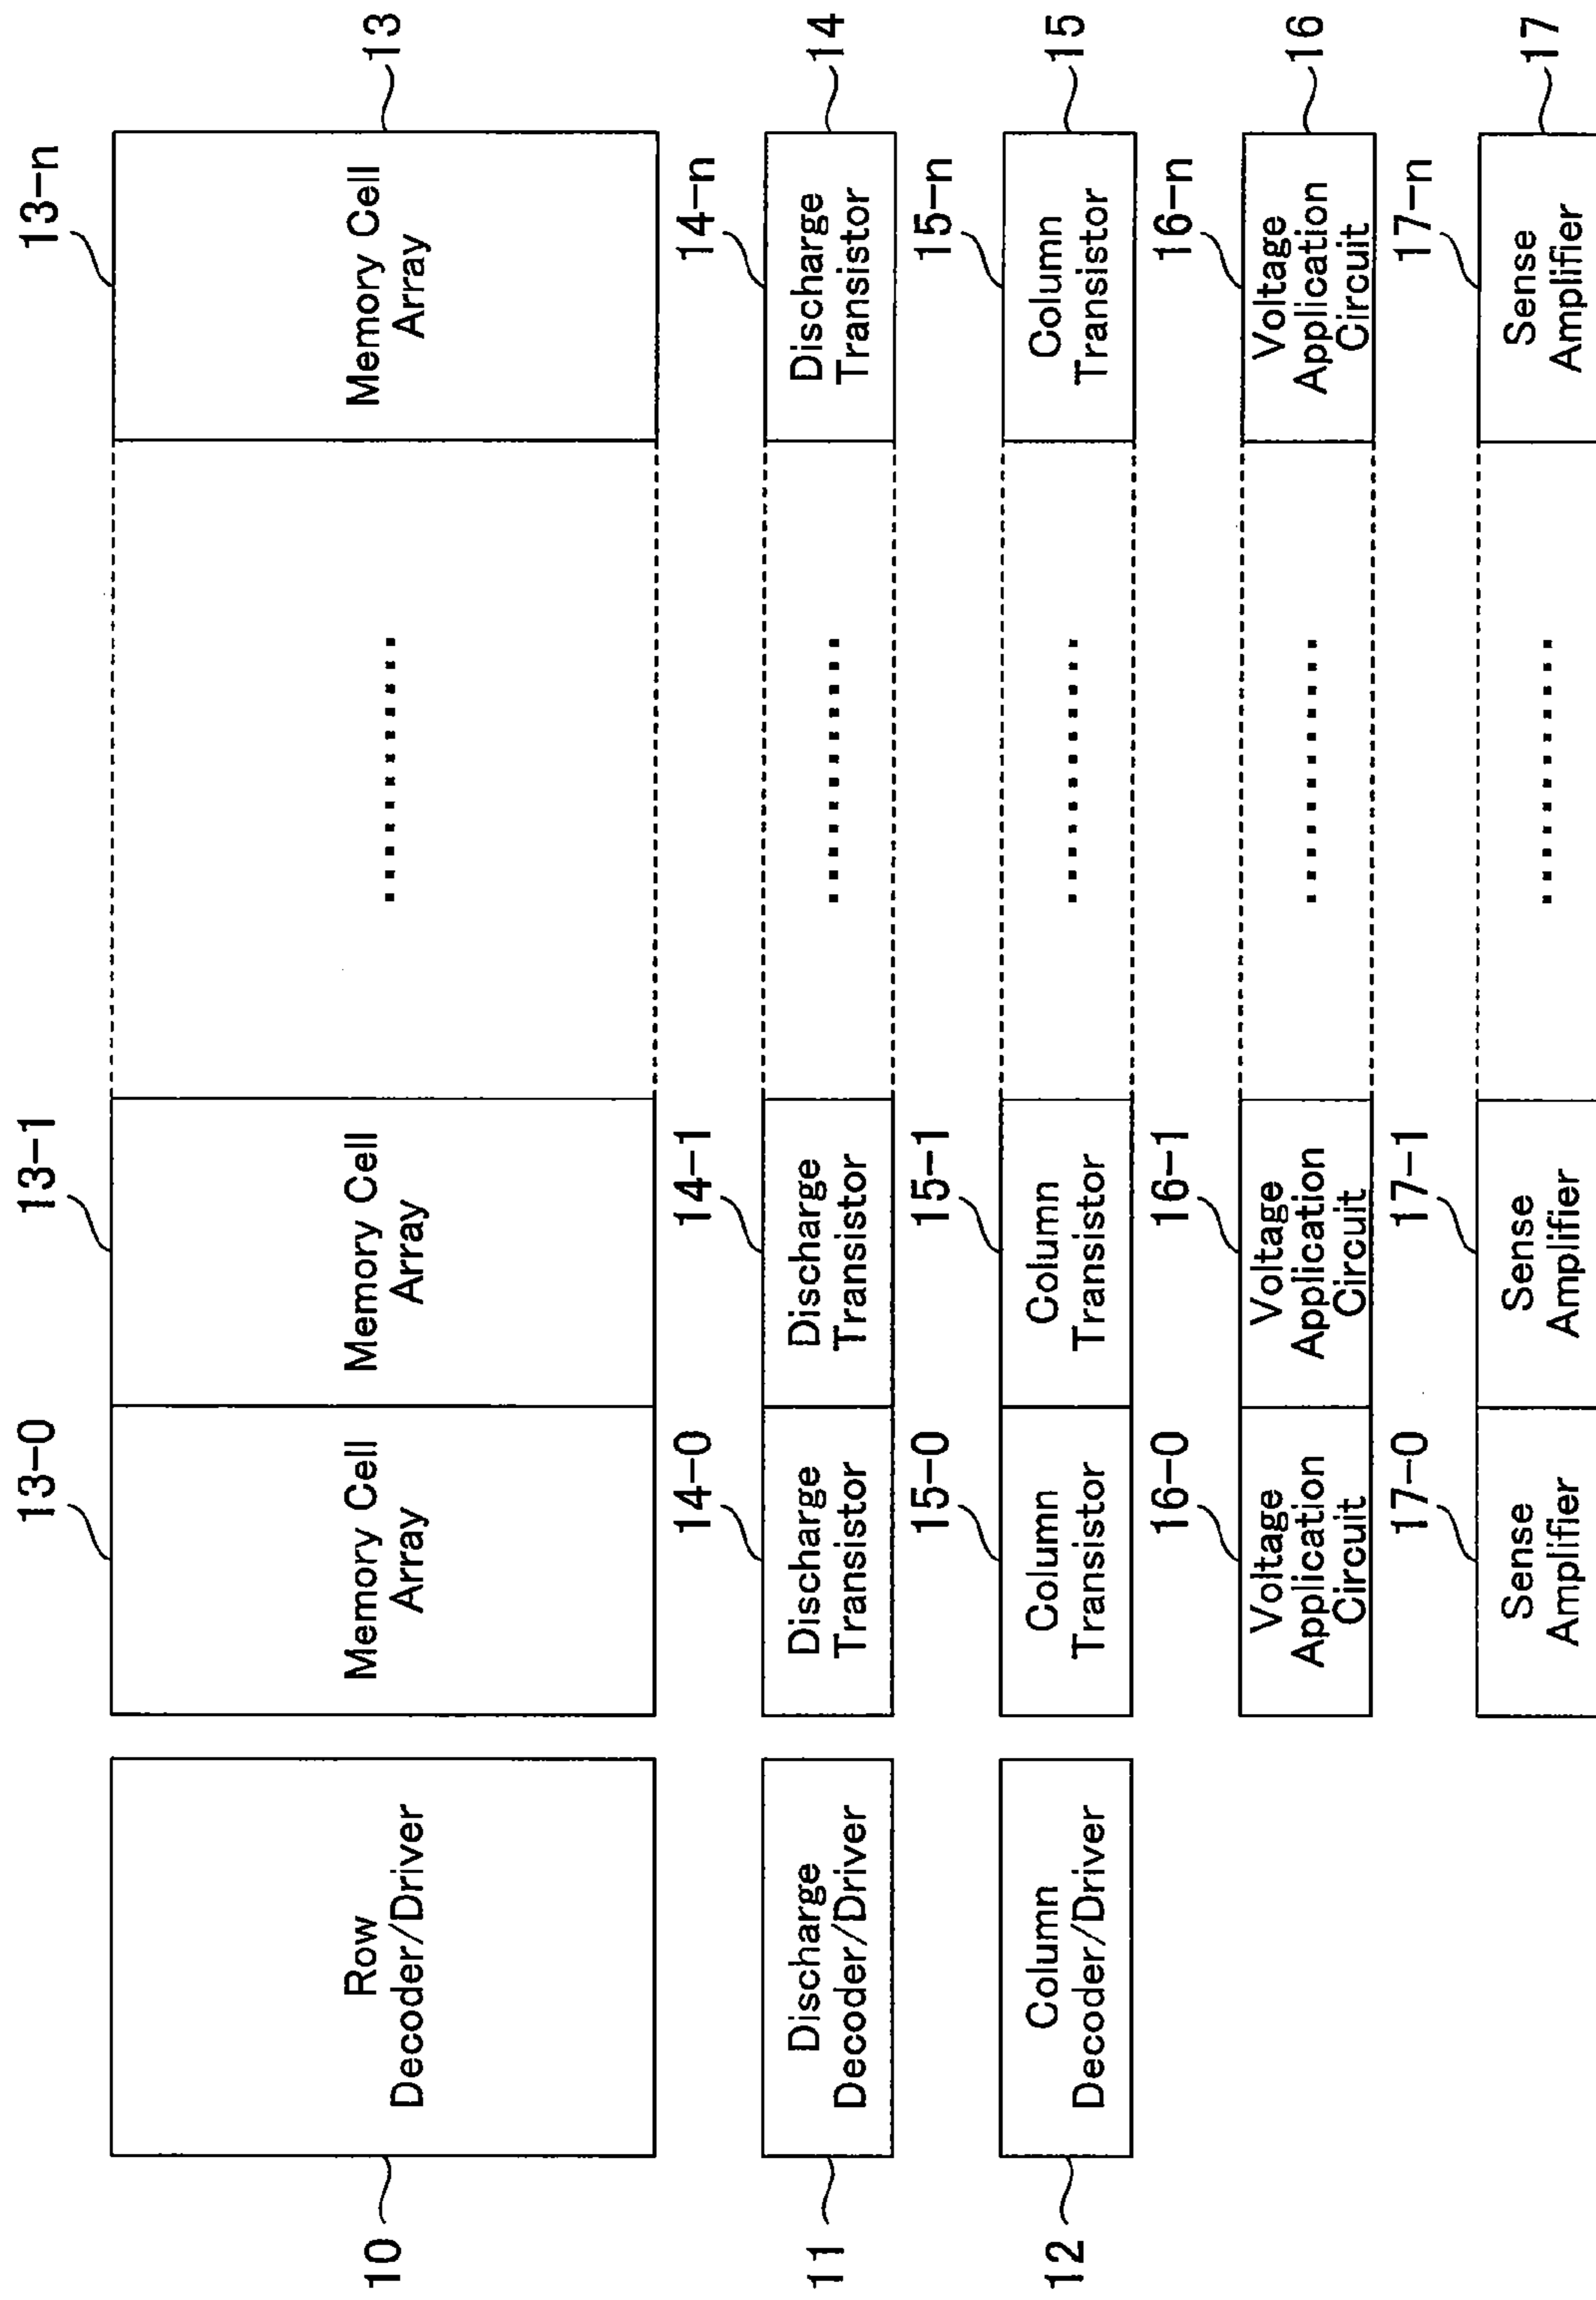 13-0
13-1
13-n
10
Row
Decoder/Driver
Memory Cell
Array
Memory Cell
Array
Memory Cell
Array
13
14-0
14-1
14-n
11
Discharge
Decoder/Driver
Discharge
Transistor
Discharge
Transistor
Discharge
Transistor
14
15-0
15-1
15-n
12
Column
Decoder/Driver
Column
Transistor
Column
Transistor
Column
Transistor
15
16-0
16-1
16-n
Voltage
Application
Circuit
Voltage
Application
Circuit
Voltage
Application
Circuit
16
17-0
17-1
17-n
Sense
Amplifier
Sense
Amplifier
Sense
Amplifier
17